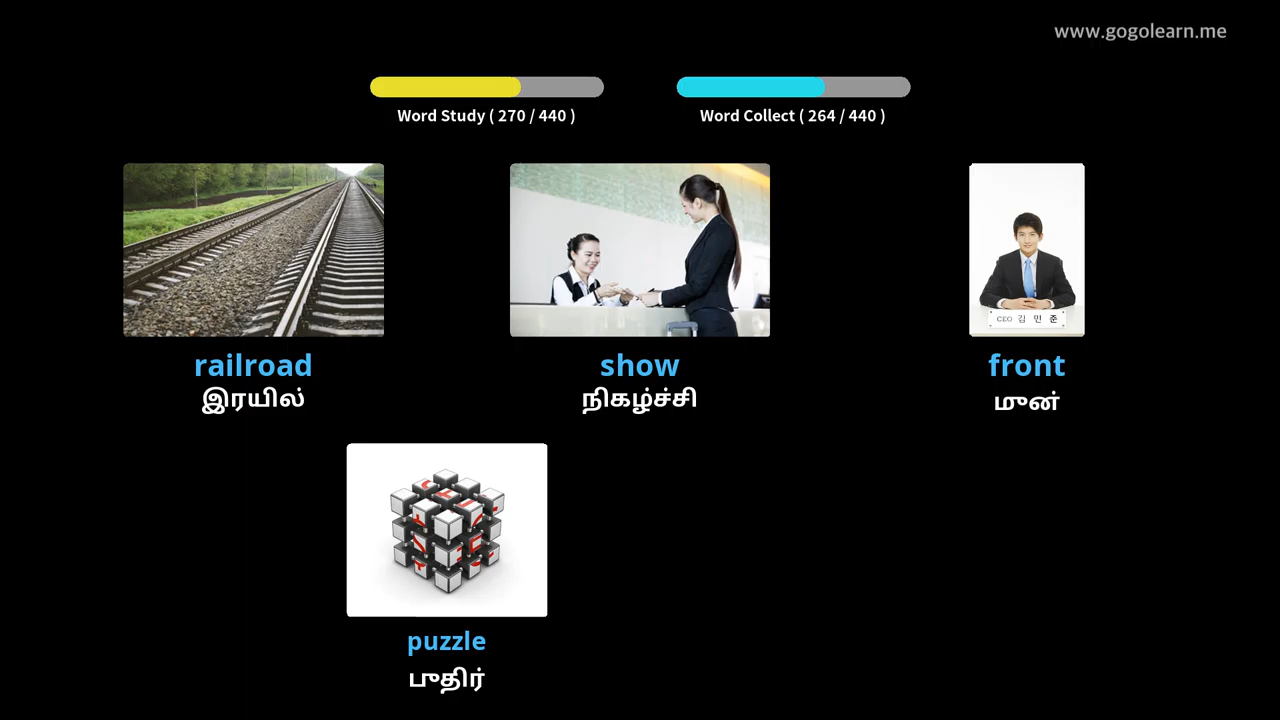 www.gogolearn.me
Word Study ( 270 / 440 )
Word Collect ( 264 / 440 )
railroad
இரயில்
show
நிகழ்ச்சி
CEO 김 민 준
front
முன்
puzzle
புதிர்